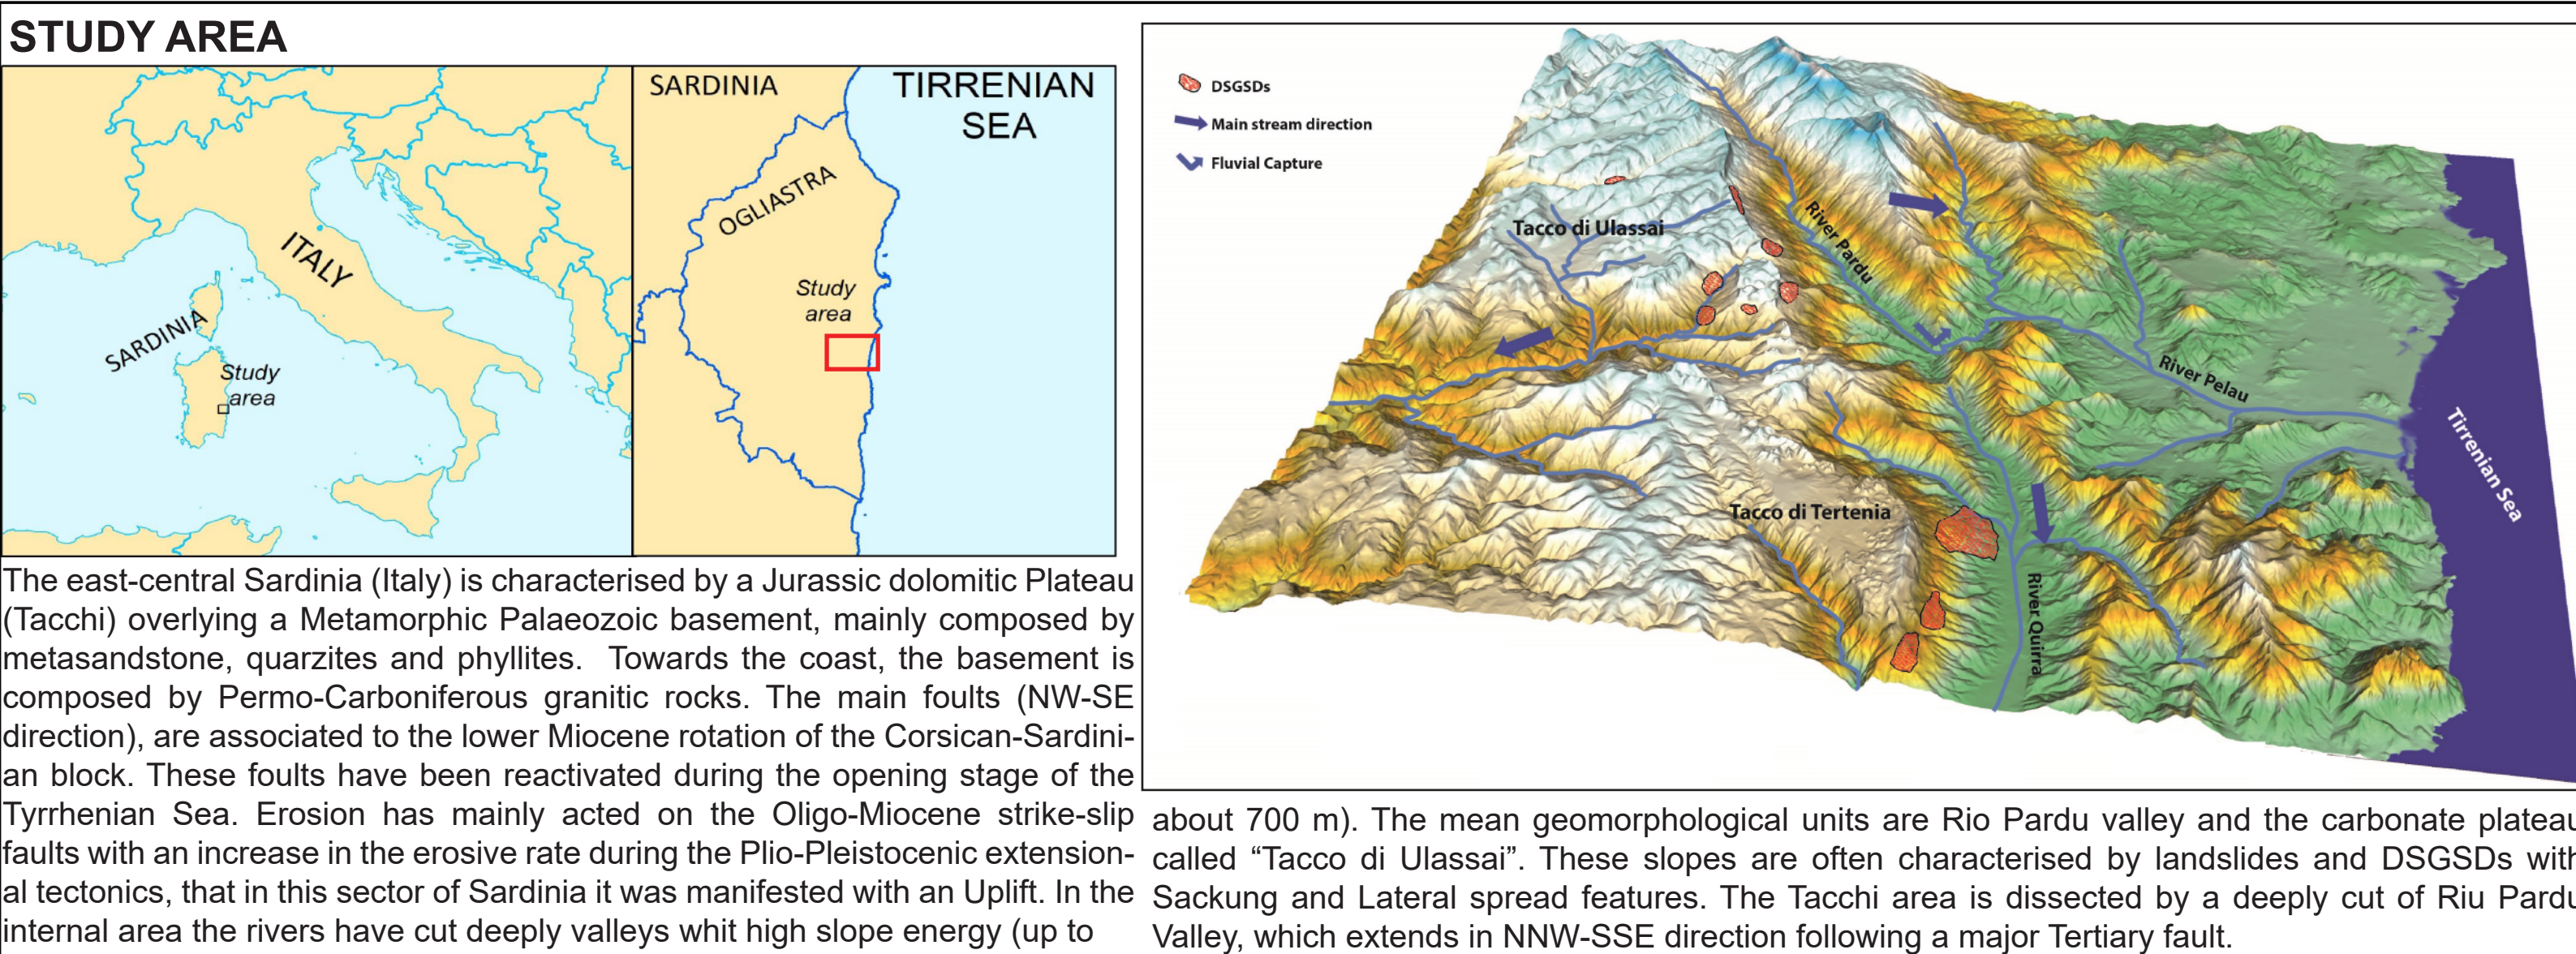 STUDY AREA
ITALY
SARDINIA
Study
area
SARDINIA
TIRRENIAN
SEA
OGLIASTRA
Study
area
The east-central Sardinia (Italy) is characterised by a Jurassic dolomitic Plateau
(Tacchi) overlying a Metamorphic Palaeozoic basement, mainly composed by
metasandstone, quarzites and phyllites. Towards the coast, the basement is
composed by Permo-Carboniferous granitic rocks. The main foults (NW-SE
direction), are associated to the lower Miocene rotation of the Corsican-Sardini-
an block. These foults have been reactivated during the opening stage of the
Tyrrhenian Sea. Erosion has mainly acted on the Oligo-Miocene strike-slip
faults with an increase in the erosive rate during the Plio-Pleistocenic extension-
al tectonics, that in this sector of Sardinia it was manifested with an Uplift. In the
internal area the rivers have cut deeply valleys whit high slope energy (up to
DSGSDs
Main stream direction
Fluvial Capture
Tacco di Ulassai
River Pardu
River Pelau
Tirrenian Sea
Tacco di Tertenia
River Quirra
about 700 m). The mean geomorphological units are Rio Pardu valley and the carbonate plateau
called “Tacco di Ulassai”. These slopes are often characterised by landslides and DSGSDs with
Sackung and Lateral spread features. The Tacchi area is dissected by a deeply cut of Riu Pardu
Valley, which extends in NNW-SSE direction following a major Tertiary fault.